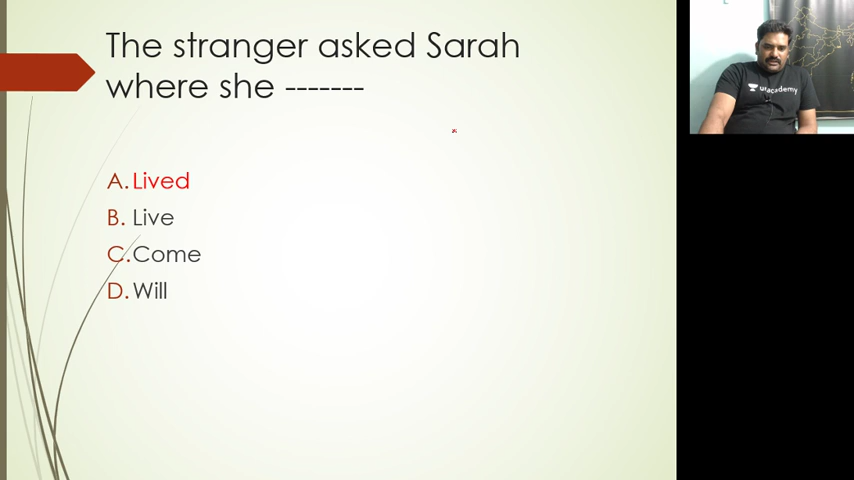 The stranger asked Sarah
where she -------
A. Lived
B. Live
C. Come
D. Will